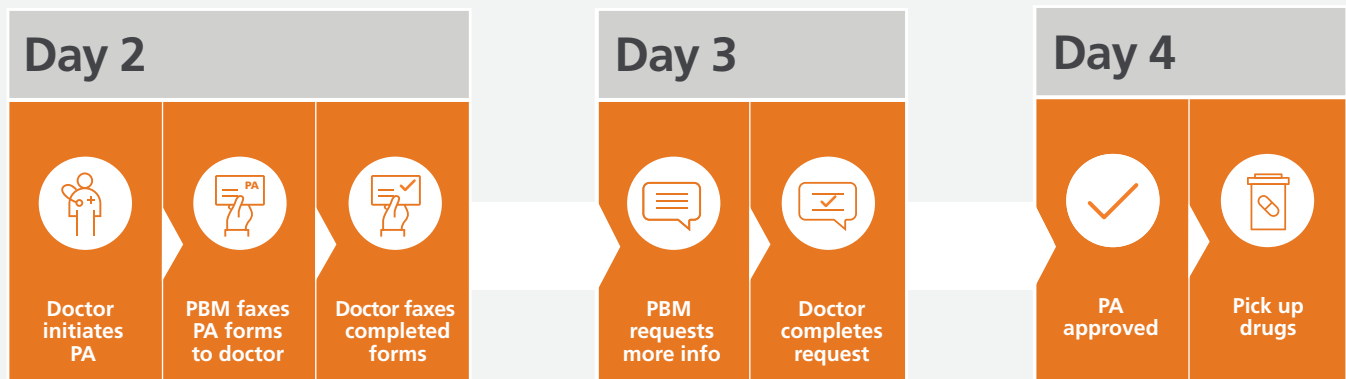 Day 2
Doctor
initiates
PA
PA
PBM faxes
PA forms
to doctor
Doctor faxes
completed
forms
Day 3
PBM
requests
more info
Doctor
completes
request
Day 4
PA
approved
Pick up
drugs